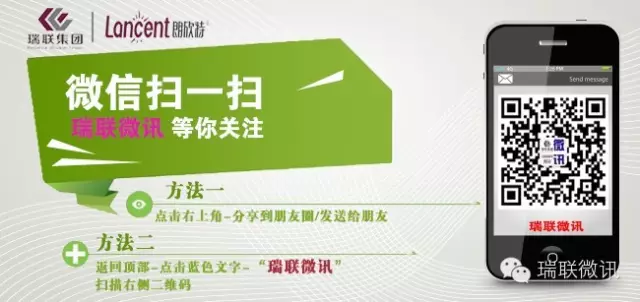 瑞联集团
Lancent 朗欣特
微信扫一扫
瑞联微讯 等你关注
方法一
点击右上角-分享到朋友圈/发送给朋友
方法二
返回顶部-点击蓝色文字-“瑞联微讯”
扫描右侧二维码
Send message
微讯
瑞联微讯
瑞联微讯